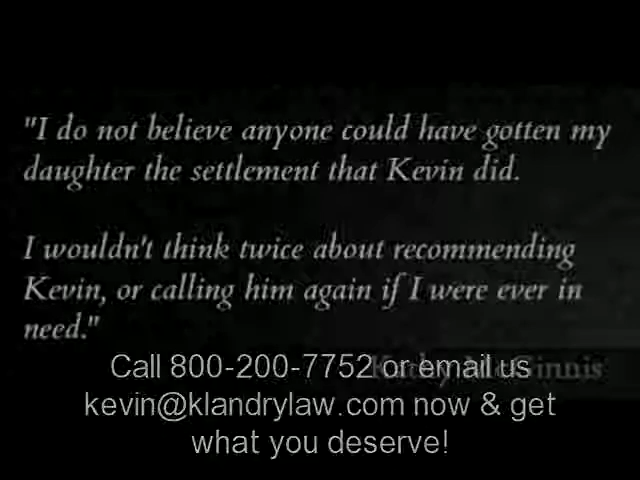 "I do not believe anyone could have gotten my
daughter the settlement that Kevin did.
I wouldn't think twice about recommending
Kevin, or calling him again if I were ever in
need."
Call 800-200-7752 or email us
kevin@klandrylaw.com now & get
what you deserve!